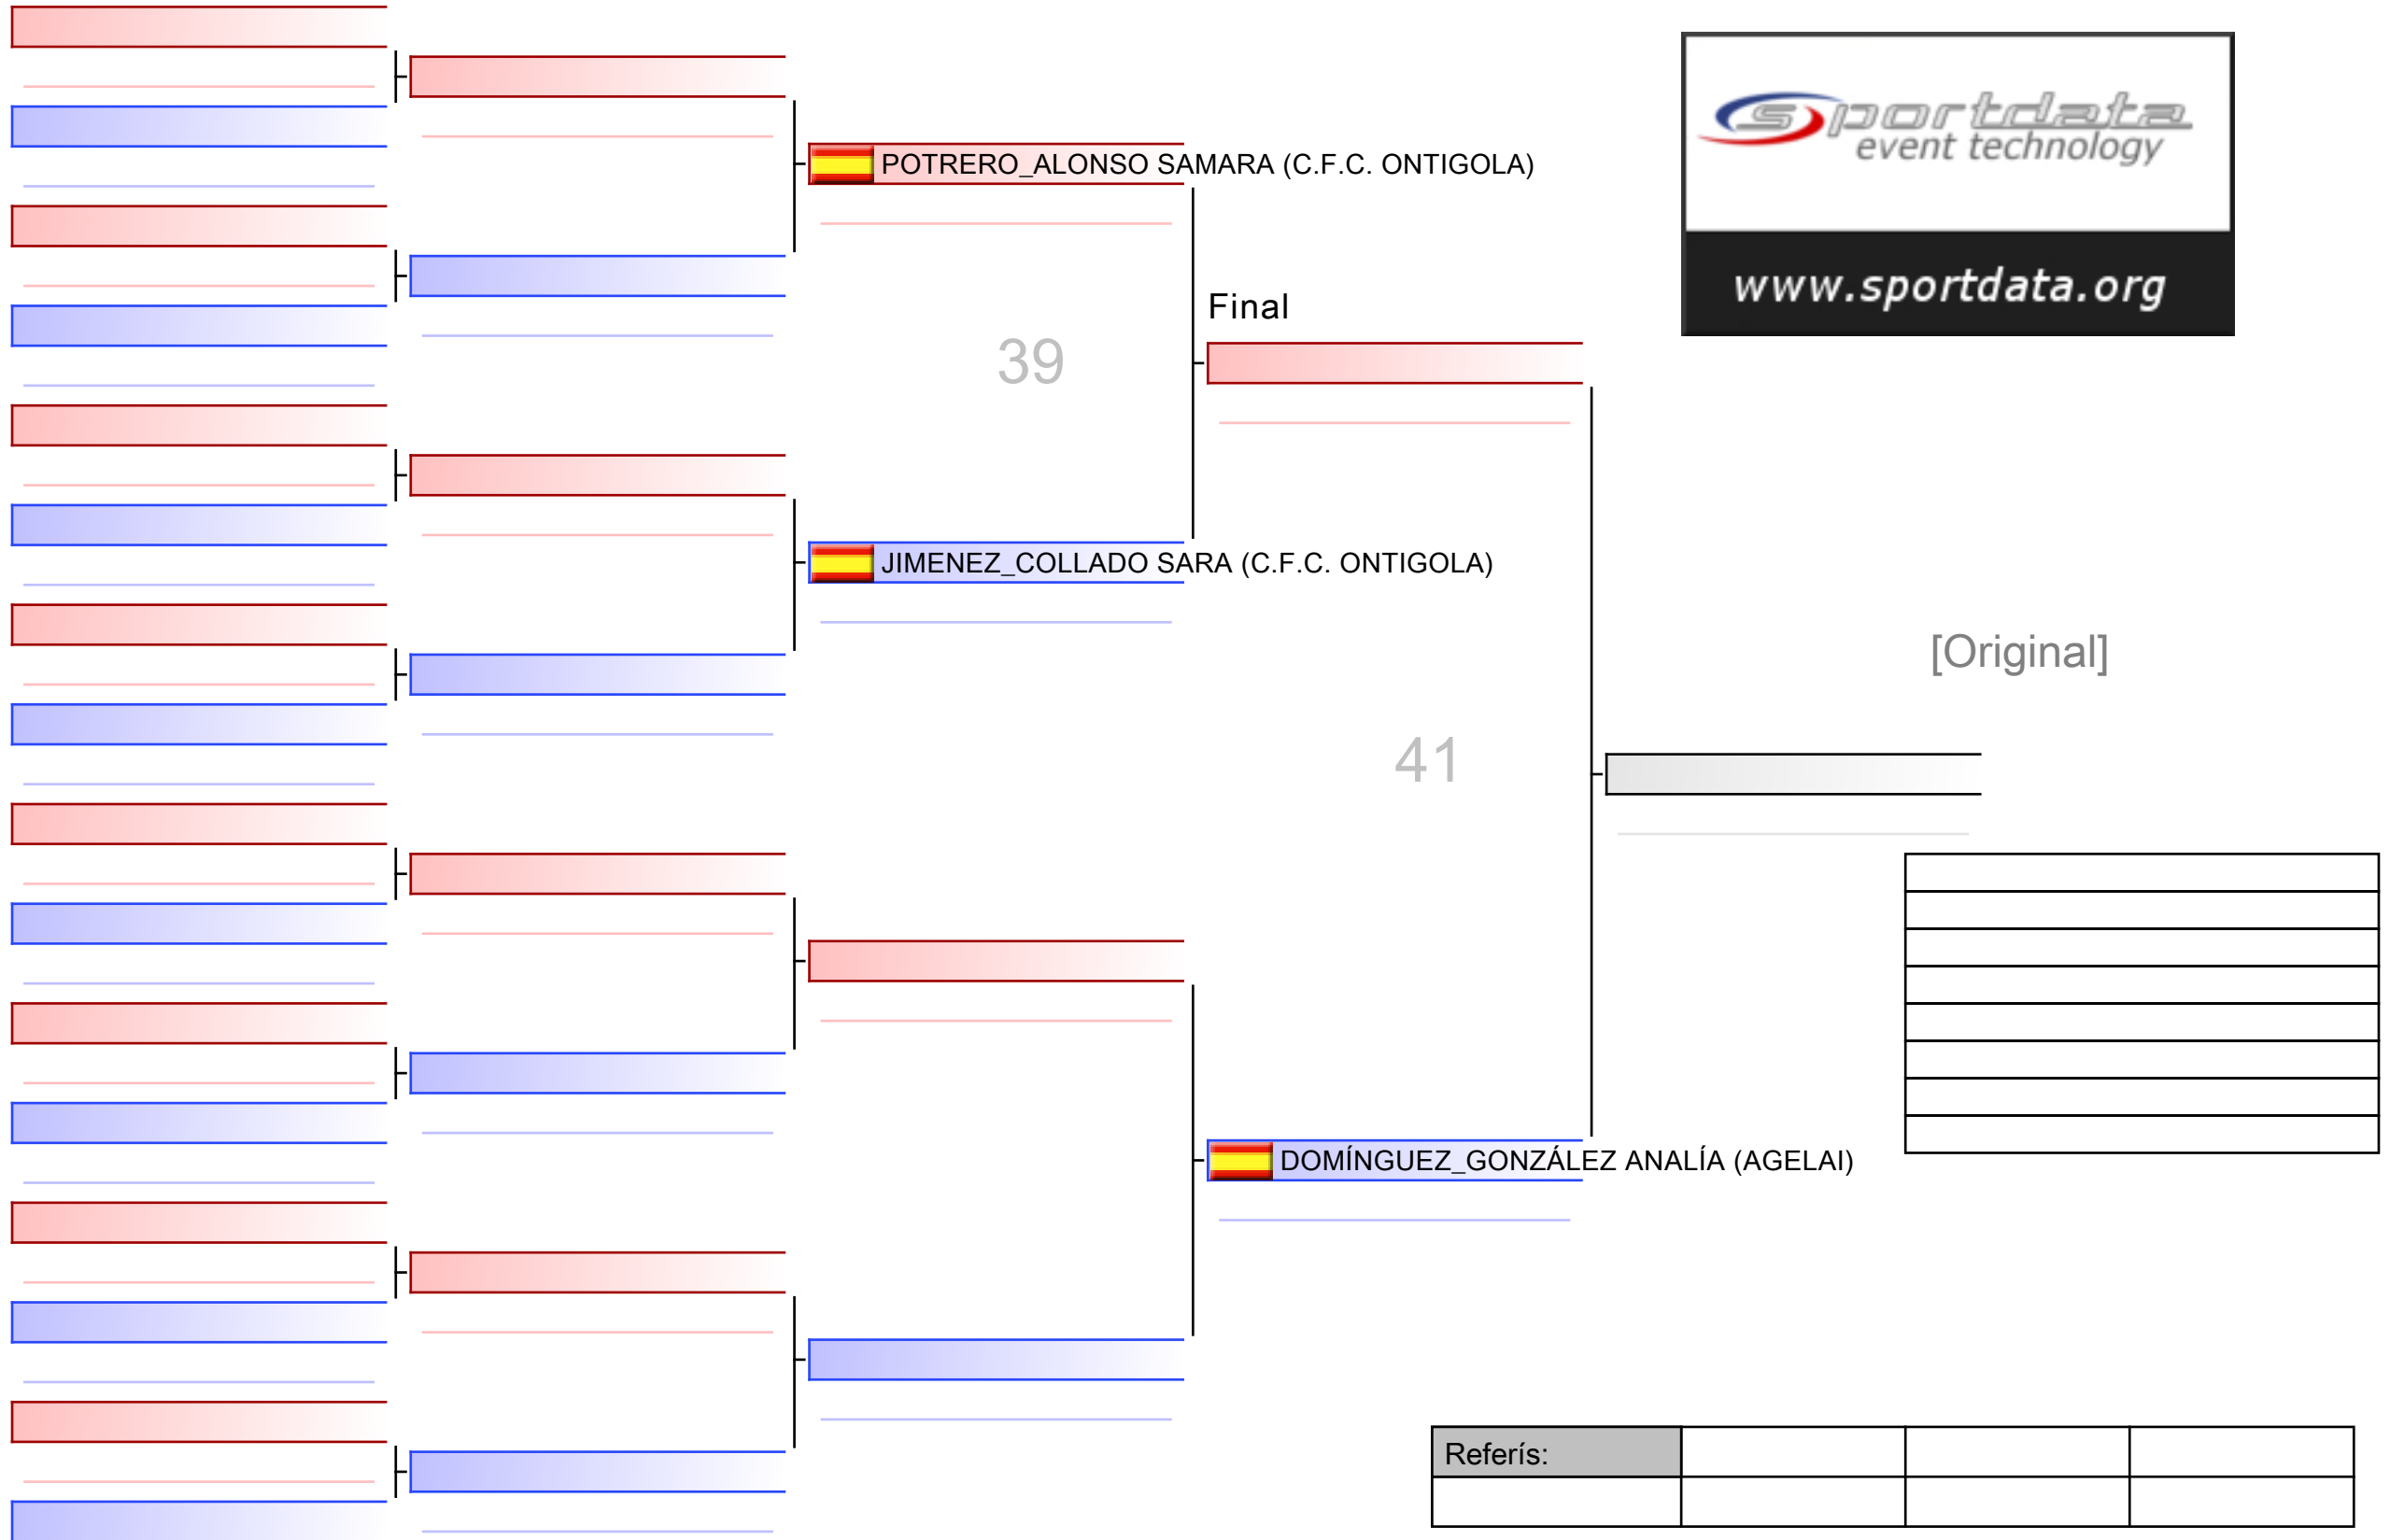 sportdata
event technology
www.sportdata.org
POTRERO_ALONSO SAMARA (C.F.C. ONTIGOLA)
Final
39
JIMENEZ_COLLADO SARA (C.F.C. ONTIGOLA)
[Original]
41
DOMÍNGUEZ_GONZÁLEZ ANALÍA (AGELAI)
Referís: